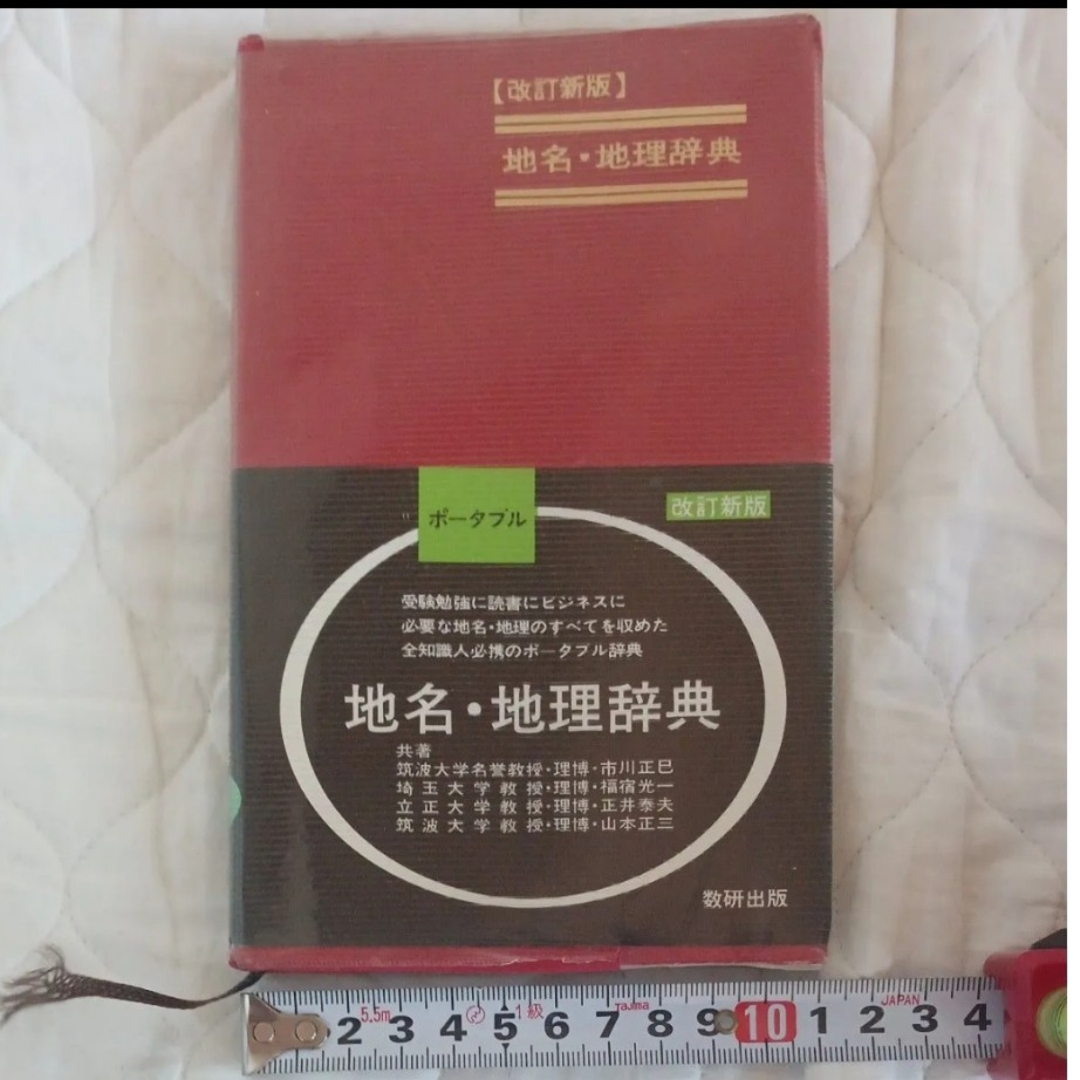 【改訂新版】
地名・地理辞典
ポータブル
改訂新版
受験勉強に読書にビジネスに
必要な地名・地理のすべてを収めた
全知識人必携のポータブル辞典
地名・地理辞典
共著
筑波大学名誉教授・理博・市川正巳
埼玉大学教授・理博・福宿光一
立正大学教授・理博・正井泰夫
筑波大学教授・理博・山本正三
数研出版
5.5m 1級 Tajima JAPAN
2 3 4 5 6 7 8 9 10 1 2 3 4